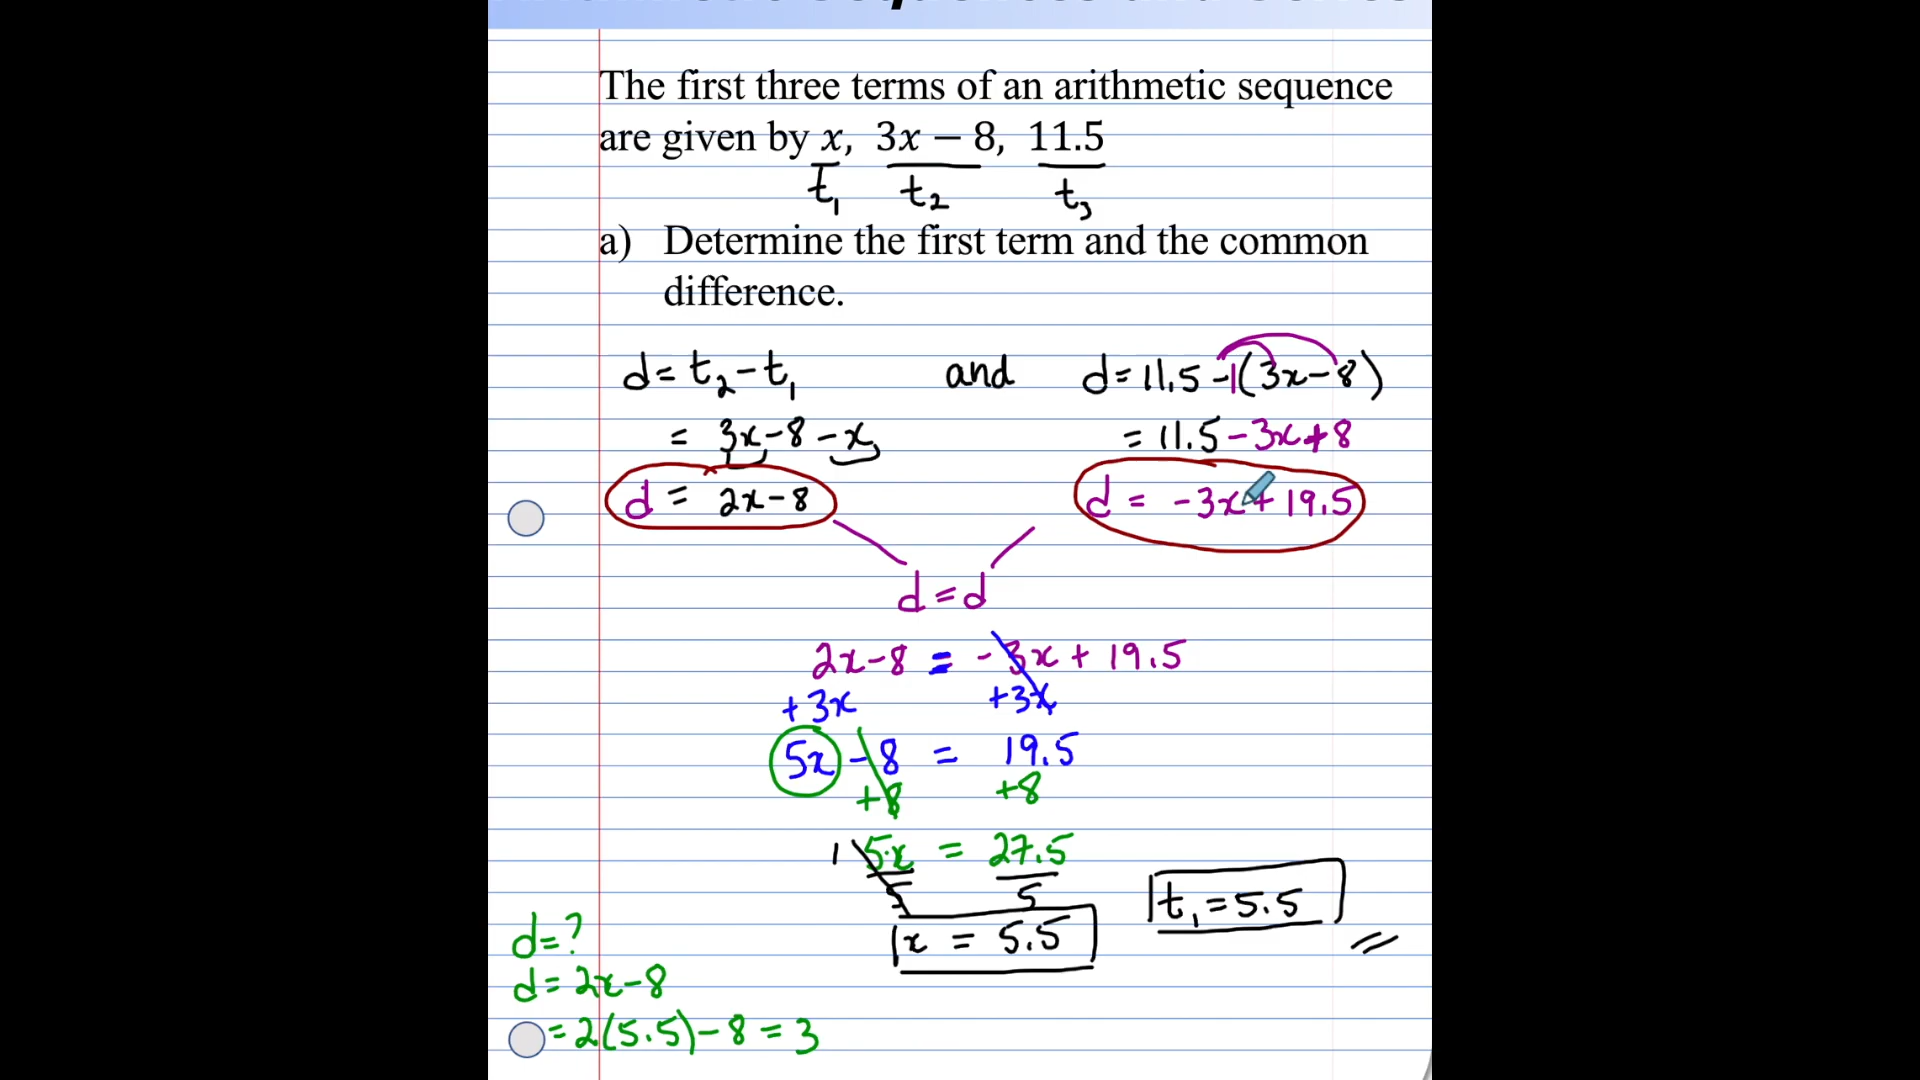 The first three terms of an arithmetic sequence
are given by x, 3x − 8, 11.5
t₁ t₂ t₃
a) Determine the first term and the common
difference.
d = t₂ - t₁ and d = 11.5 - 1(3x - 8)
= 3x - 8 - x = 11.5 - 3x + 8
d = 2x - 8 d = -3x + 19.5
d = d
2x - 8 = -3x + 19.5
+3x +3x
5x - 8 = 19.5
+8 +8
1 5·x = 27.5
5 5
t₁ = 5.5
x = 5.5
d = ?
d = 2x - 8
= 2(5.5) - 8 = 3